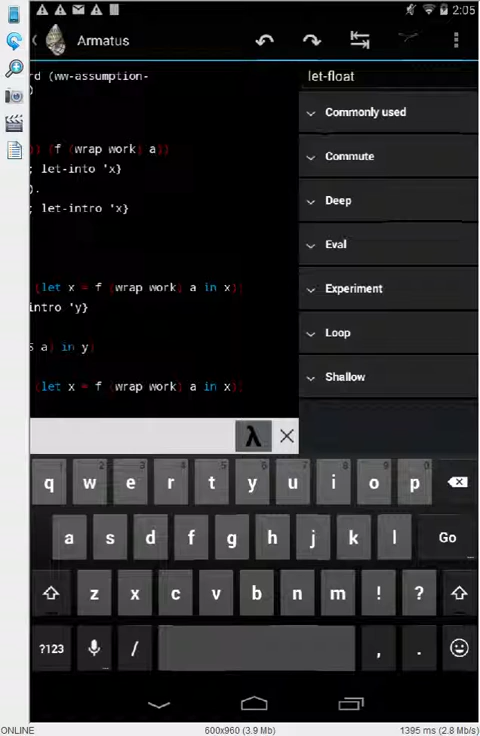 2:05
Armatus
rd (ww-assumption-
)
let-float
Commonly used
)) (f (wrap work) a))
; let-into 'x}
).
; let-intro 'x}
Commute
Deep
Eval
(let x = f (wrap work) a in x))
intro 'y}
Experiment
a) in y)
Loop
(let x = f (wrap work) a in x))
Shallow
λ
q w e r t y u i o p
a s d f g h j k l Go
z x c v b n m ! ?
?123 / , .
ONLINE 600x960 (3.9 Mb) 1395 ms (2.8 Mb/s)